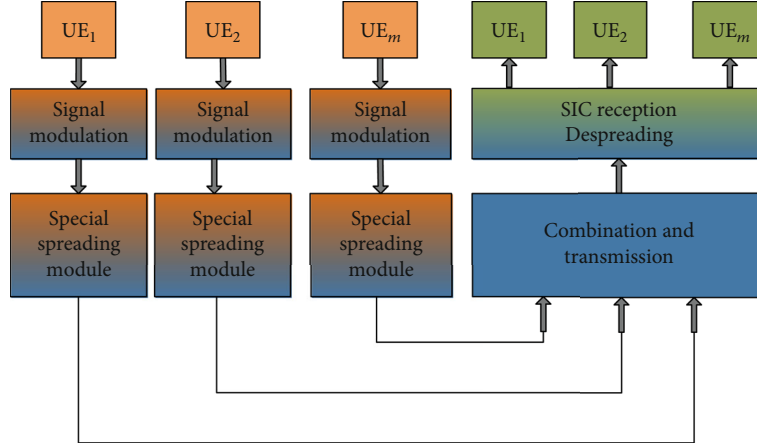 UE₁
UE₂
UEₘ
UE₁
UE₂
UEₘ
Signal
modulation
Signal
modulation
Signal
modulation
SIC reception
Despreading
Special
spreading
module
Special
spreading
module
Special
spreading
module
Combination and
transmission